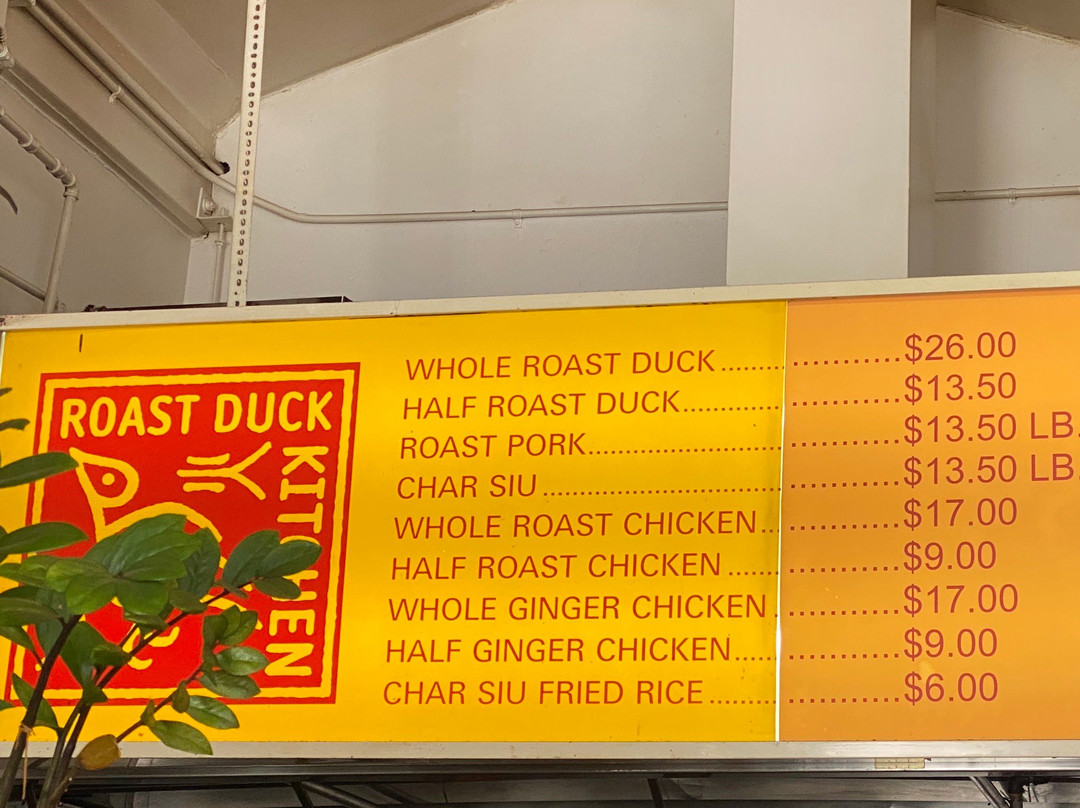 ROAST DUCK
KITCHEN
WHOLE ROAST DUCK.....................$26.00
HALF ROAST DUCK.........................$13.50
ROAST PORK........................................$13.50 LB.
CHAR SIU...............................................$13.50 LB.
WHOLE ROAST CHICKEN..............$17.00
HALF ROAST CHICKEN..................$9.00
WHOLE GINGER CHICKEN............$17.00
HALF GINGER CHICKEN................$9.00
CHAR SIU FRIED RICE.....................$6.00